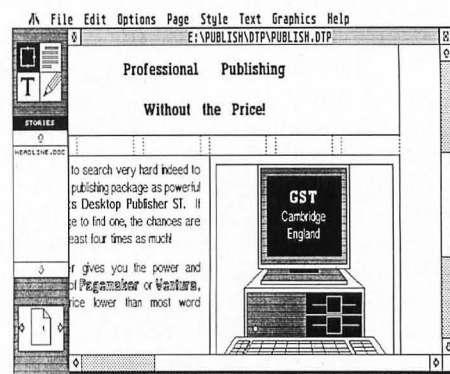 File Edit Options Page Style Text Graphics Help
E:\PUBLISH\DTP\PUBLISH.DTP
T
STORIES
HEADLINE.DOC
Professional Publishing
Without the Price!
to search very hard indeed to
publishing package as powerful
s Desktop Publisher ST. If
ge to find one, the chances are
east four times as much!
r gives you the power and
of Pagemaker or Ventura,
rice lower than most word
GST
Cambridge
England
1